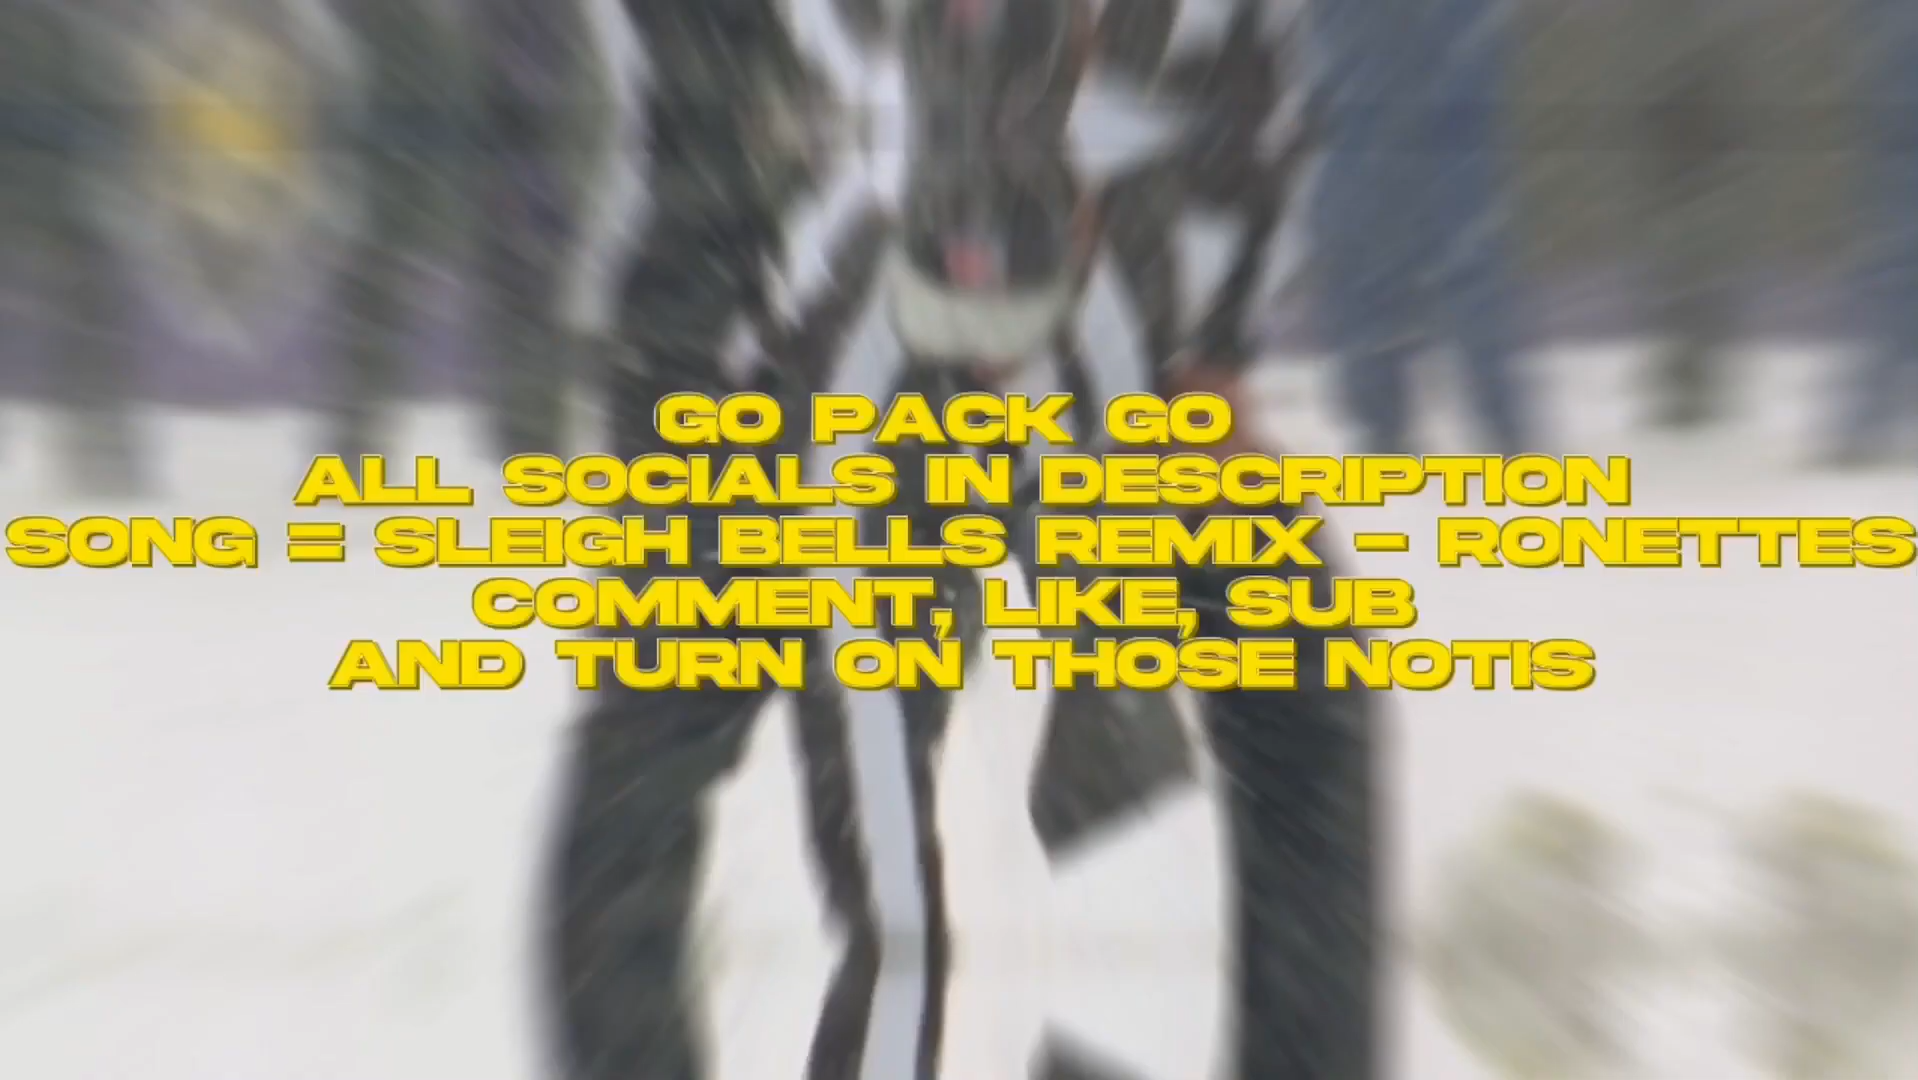 GO PACK GO
ALL SOCIALS IN DESCRIPTION
SONG = SLEIGH BELLS REMIX - RONETTES,
COMMENT, LIKE, SUB
AND TURN ON THOSE NOTIS